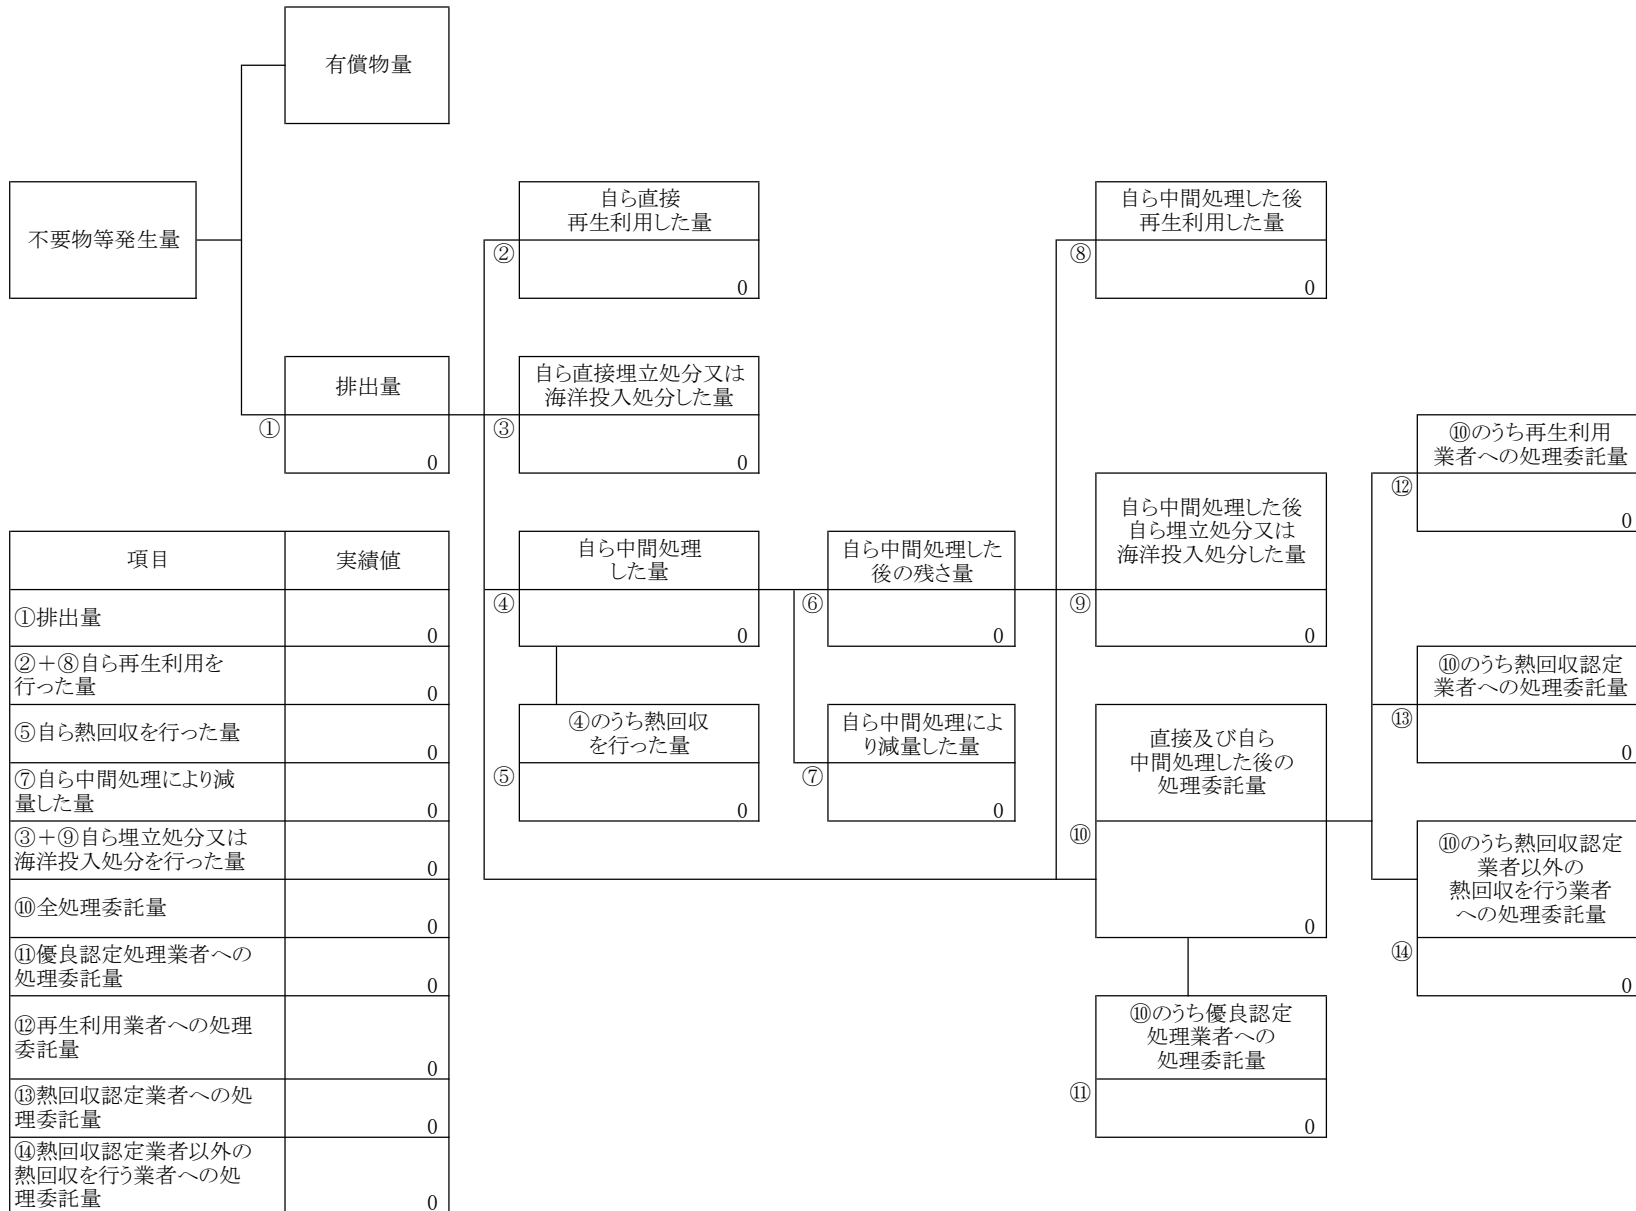 有償物量
不要物等発生量
自ら直接
再生利用した量
②
0
自ら中間処理した後
再生利用した量
⑧
0
排出量
①
0
自ら直接埋立処分又は
海洋投入処分した量
③
0
⑩のうち再生利用
業者への処理委託量
⑫
0
自ら中間処理
した量
④
0
自ら中間処理した
後の残さ量
⑥
0
自ら中間処理した後
自ら埋立処分又は
海洋投入処分した量
⑨
0
⑩のうち熱回収認定
業者への処理委託量
⑬
0
④のうち熱回収
を行った量
⑤
0
自ら中間処理によ
り減量した量
⑦
0
直接及び自ら
中間処理した後の
処理委託量
⑩
0
⑩のうち熱回収認定
業者以外の
熱回収を行う業者
への処理委託量
⑭
0
⑩のうち優良認定
処理業者への
処理委託量
⑪
0
項目 実績値
①排出量
0
②+⑧自ら再生利用を
行った量
0
⑤自ら熱回収を行った量
0
⑦自ら中間処理により減
量した量
0
③+⑨自ら埋立処分又は
海洋投入処分を行った量
0
⑩全処理委託量
0
⑪優良認定処理業者への
処理委託量
0
⑫再生利用業者への処理
委託量
0
⑬熱回収認定業者への処
理委託量
0
⑭熱回収認定業者以外の
熱回収を行う業者への処
理委託量
0